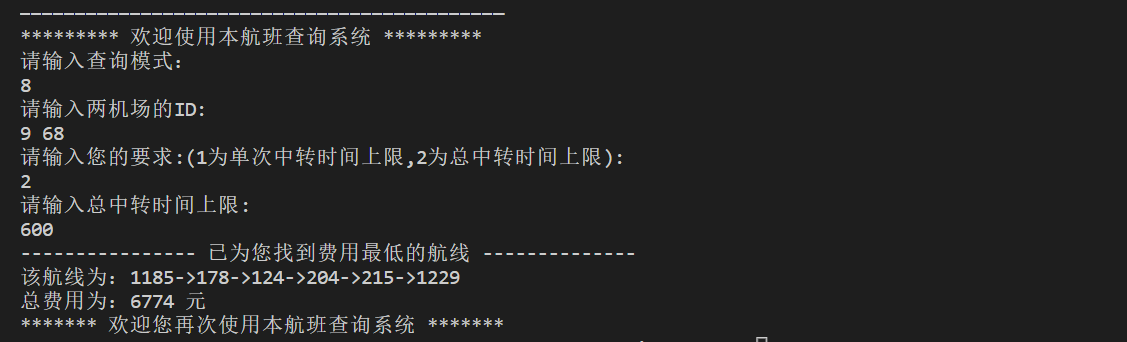 --------------------------------------------
********* 欢迎使用本航班查询系统 *********
请输入查询模式:
8
请输入两机场的ID:
9 68
请输入您的要求:(1为单次中转时间上限,2为总中转时间上限):
2
请输入总中转时间上限:
600
---------------- 已为您找到费用最低的航线 --------------
该航线为: 1185->178->124->204->215->1229
总费用为: 6774 元
******* 欢迎您再次使用本航班查询系统 *******